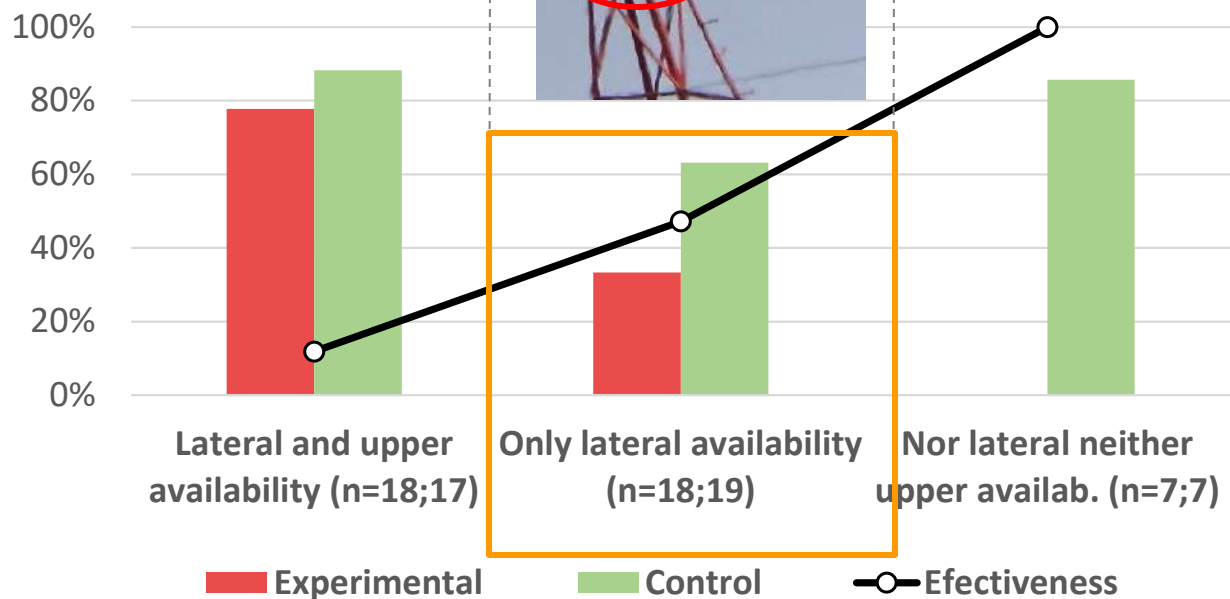 100%
80%
60%
40%
20%
0%
Lateral and upper
availability (n=18;17)
Only lateral availability
(n=18;19)
Nor lateral neither
upper availab. (n=7;7)
Experimental
Control
Efectiveness